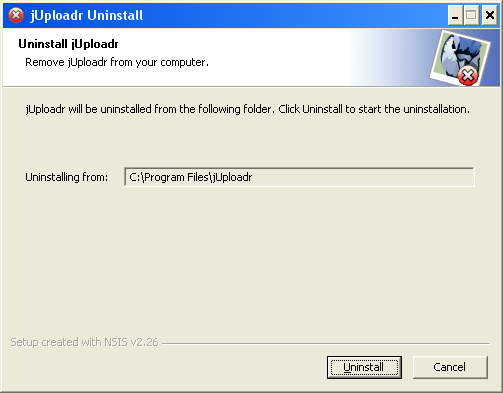 jUploadr Uninstall
Uninstall jUploadr
Remove jUploadr from your computer.
jUploadr will be uninstalled from the following folder. Click Uninstall to start the uninstallation.
Uninstalling from: C:\Program Files\jUploadr
Setup created with NSIS v2.26
Uninstall Cancel